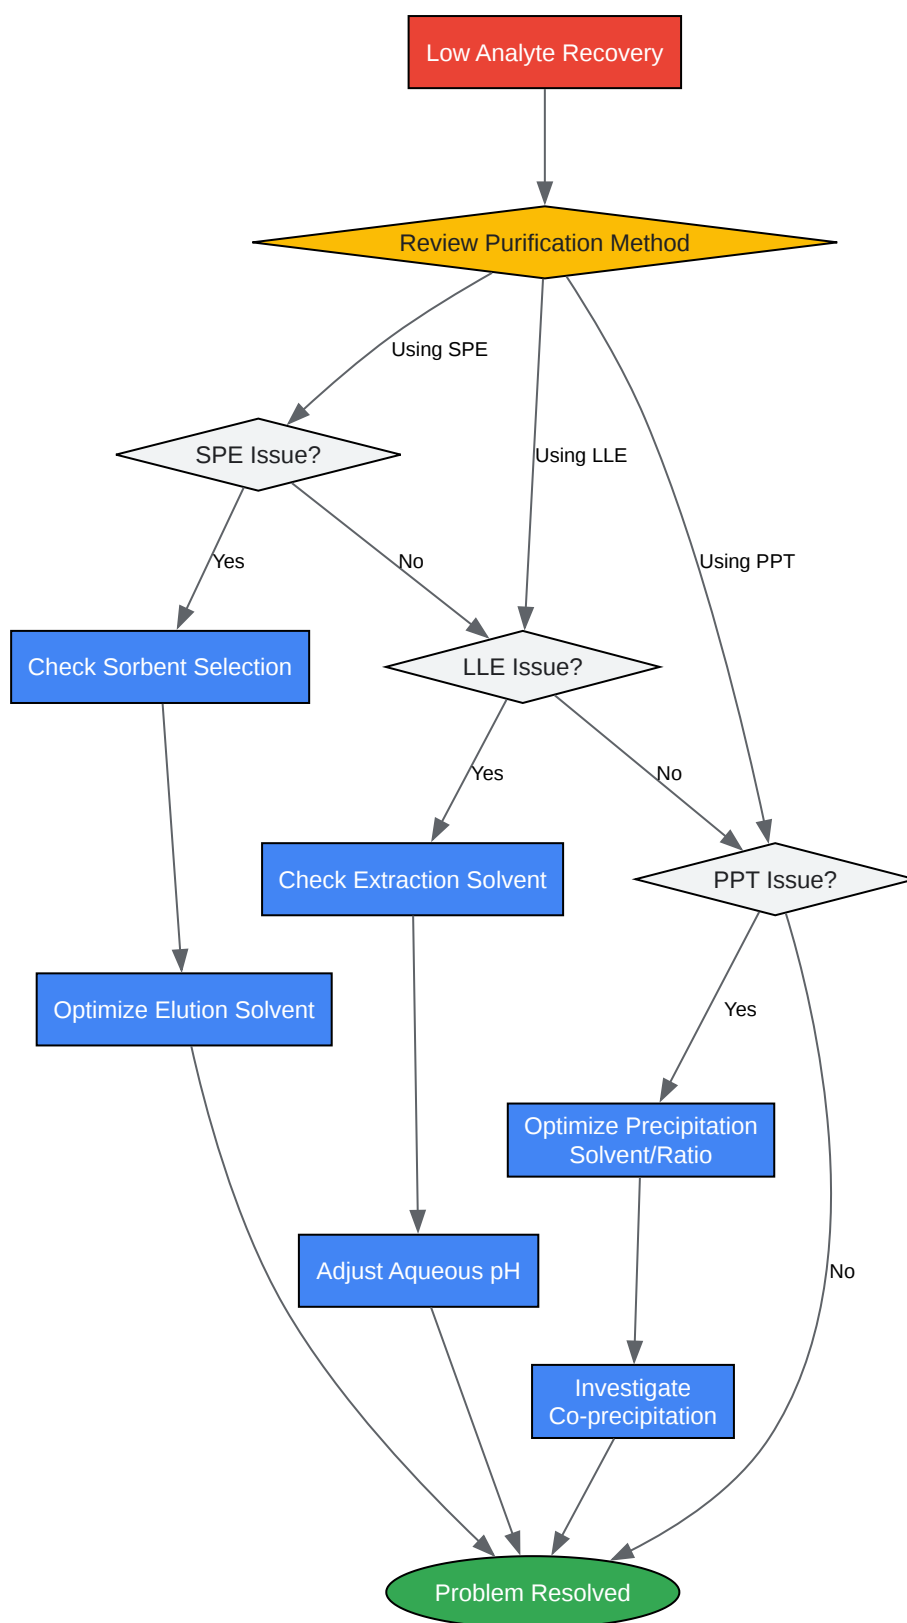 Low Analyte Recovery
Review Purification Method
Using SPE
SPE Issue?
Using LLE
Using PPT
Yes
No
Check Sorbent Selection
LLE Issue?
Yes
No
Check Extraction Solvent
PPT Issue?
Optimize Elution Solvent
Yes
Optimize Precipitation
Solvent/Ratio
Adjust Aqueous pH
No
Investigate
Co-precipitation
Problem Resolved